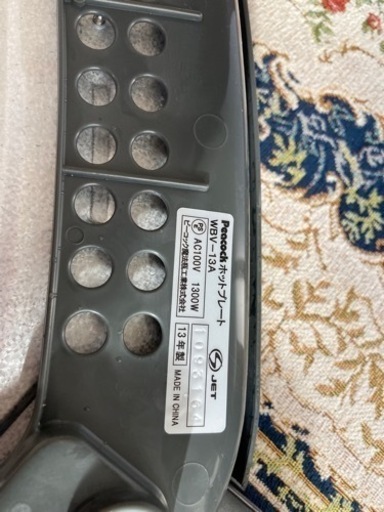 Peacock ホットプレート
WBV-13A
PS
E AC100V 1300W
ピーコック魔法瓶工業株式会社
S JET
13年製 MADE IN CHINA